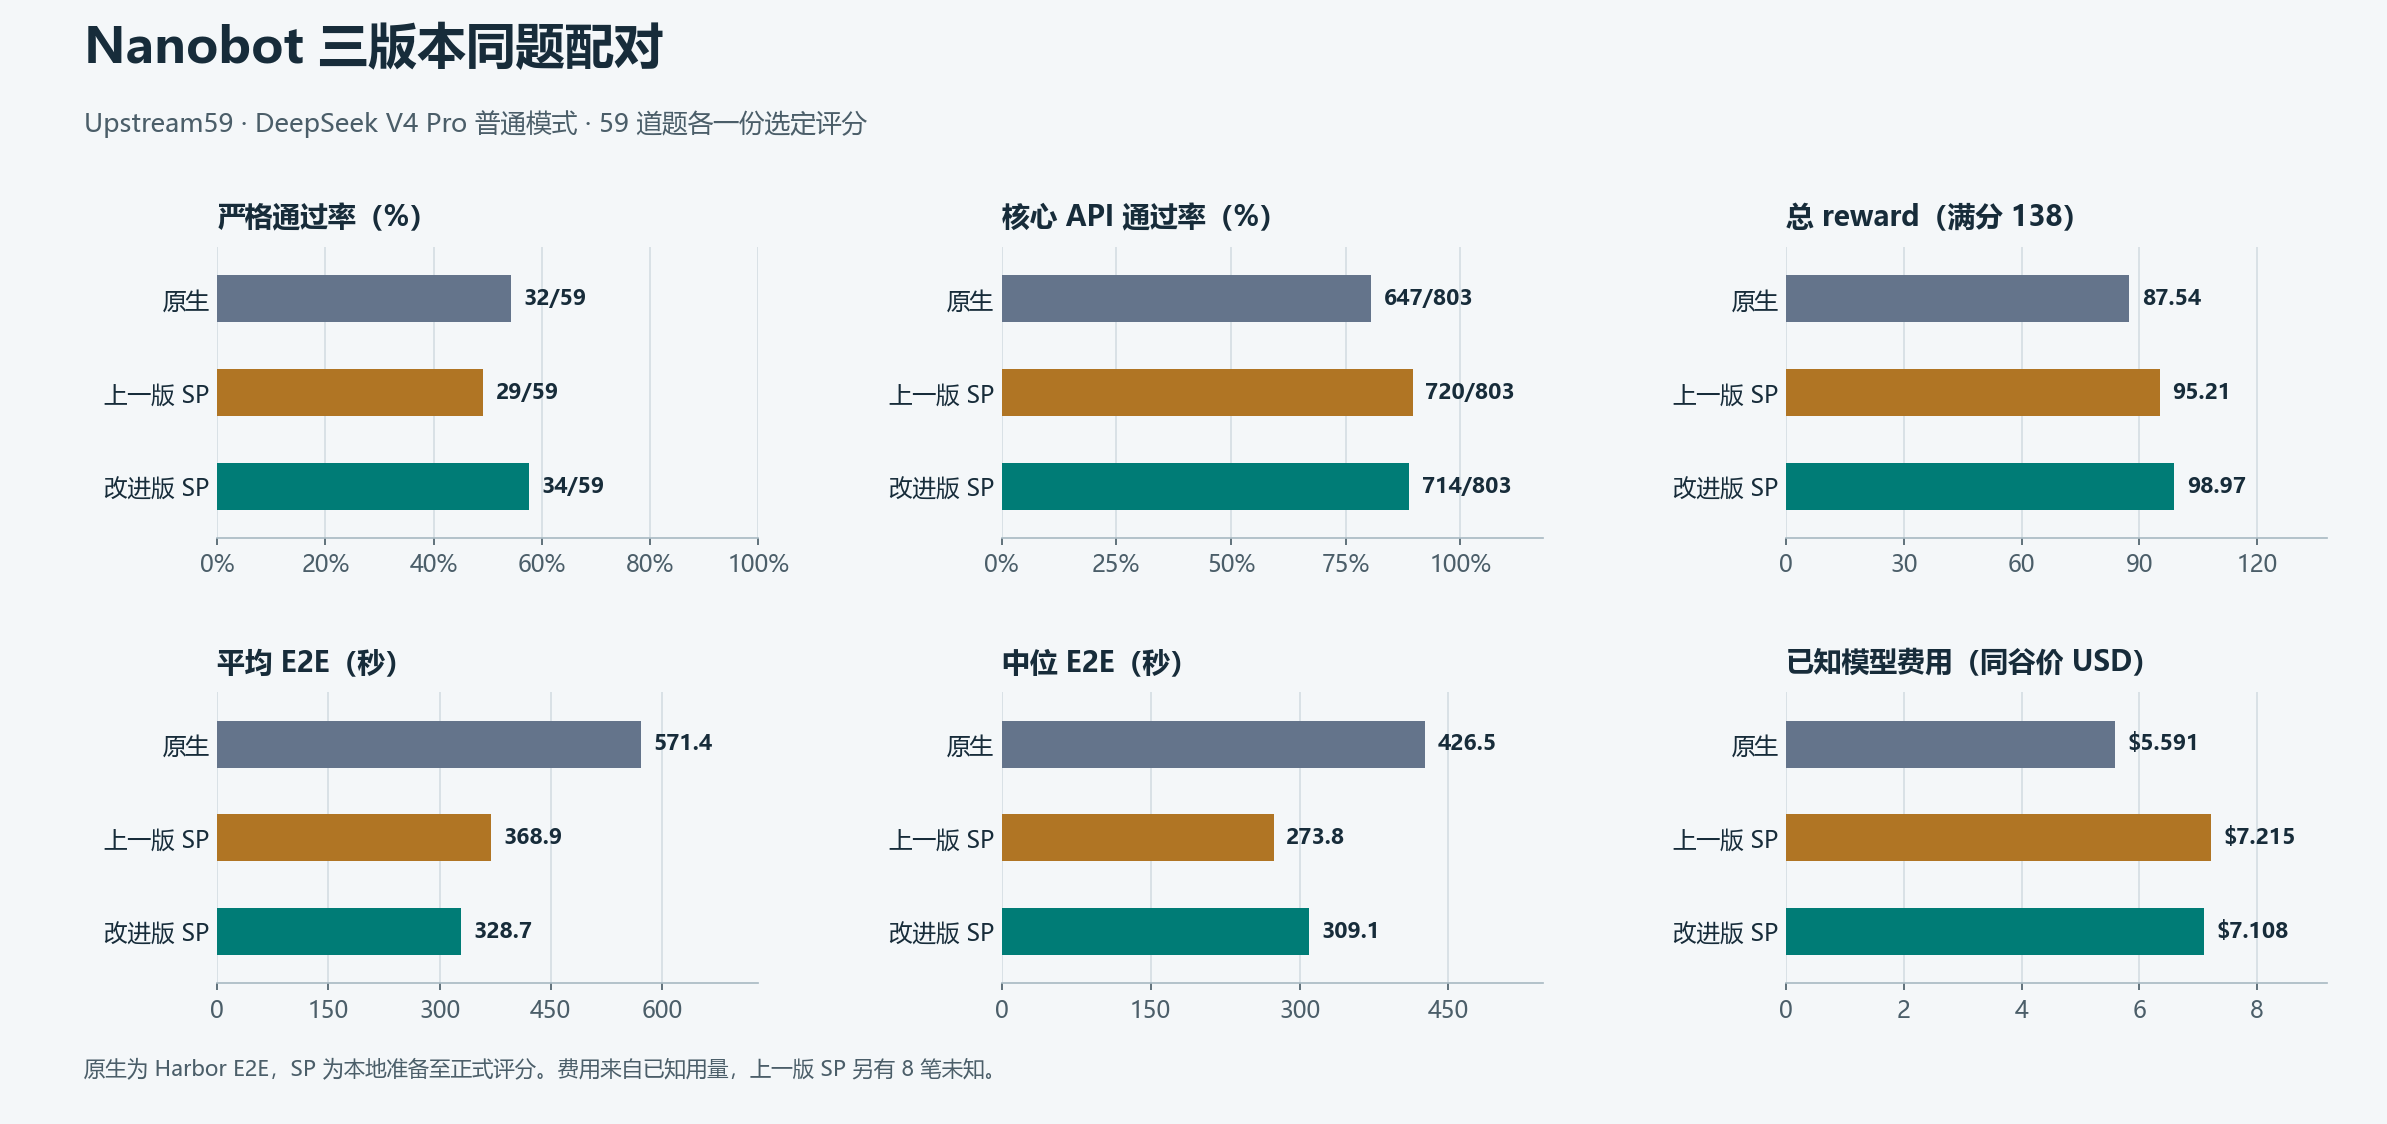 Nanobot 三版本同题配对
Upstream59 · DeepSeek V4 Pro 普通模式 · 59 道题各一份选定评分
严格通过率（%）
原生
32/59
上一版 SP
29/59
改进版 SP
34/59
0% 20% 40% 60% 80% 100%
核心 API 通过率（%）
原生
647/803
上一版 SP
720/803
改进版 SP
714/803
0% 25% 50% 75% 100%
总 reward（满分 138）
原生
87.54
上一版 SP
95.21
改进版 SP
98.97
0 30 60 90 120
平均 E2E（秒）
原生
571.4
上一版 SP
368.9
改进版 SP
328.7
0 150 300 450 600
中位 E2E（秒）
原生
426.5
上一版 SP
273.8
改进版 SP
309.1
0 150 300 450
已知模型费用（同谷价 USD）
原生
$5.591
上一版 SP
$7.215
改进版 SP
$7.108
0 2 4 6 8
原生为 Harbor E2E，SP 为本地准备至正式评分。费用来自已知用量，上一版 SP 另有 8 笔未知。